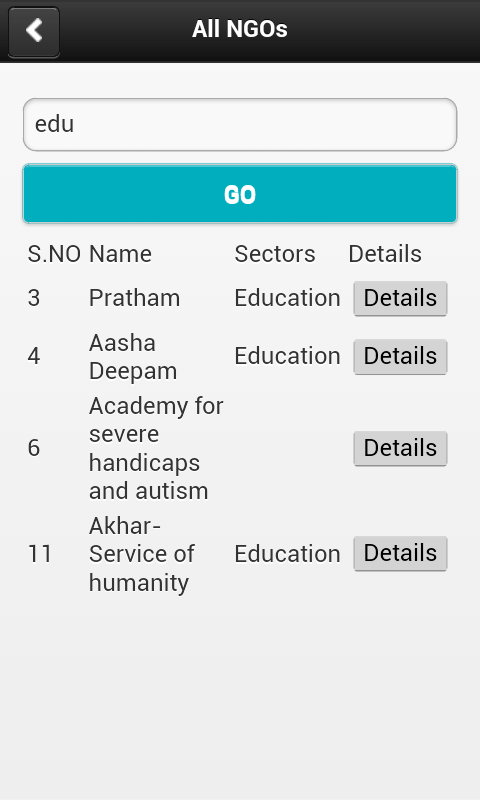 All NGOs
edu
GO
S.NO Name Sectors Details
3 Pratham Education Details
4 Aasha Deepam Education Details
6 Academy for severe handicaps and autism Details
11 Akhar-Service of humanity Education Details